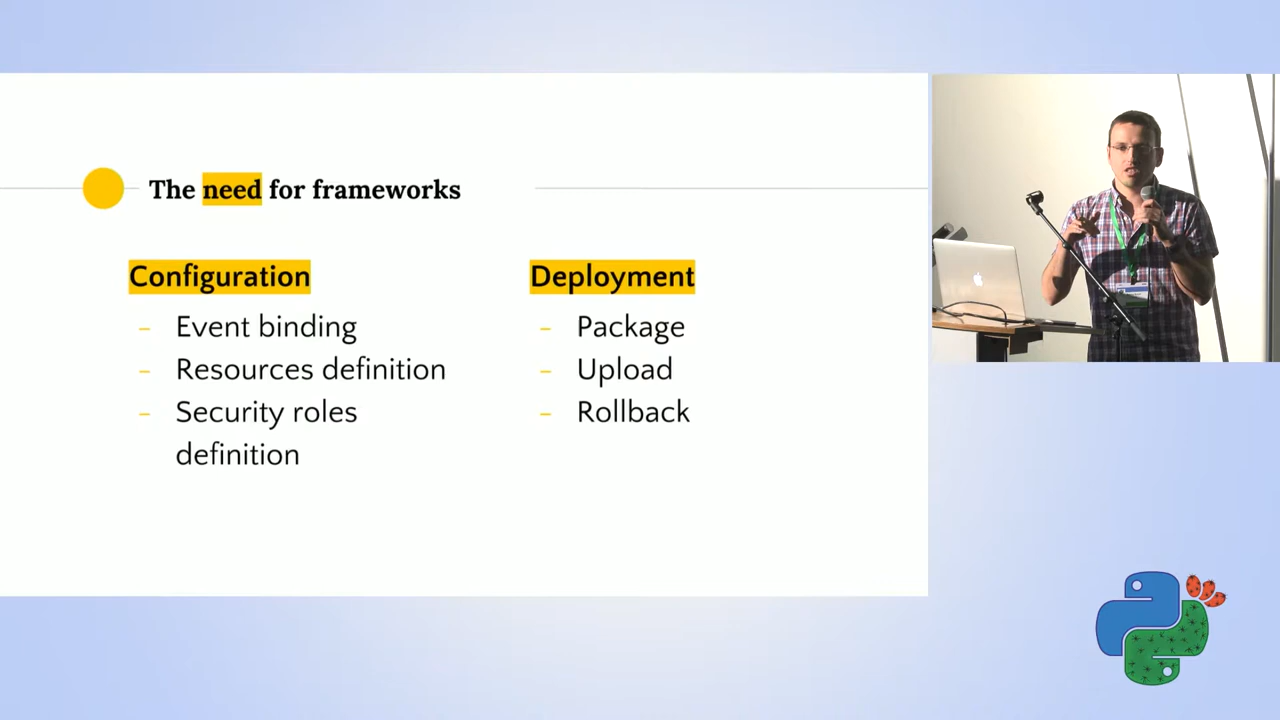 The need for frameworks
Configuration
- Event binding
- Resources definition
- Security roles
definition
Deployment
- Package
- Upload
- Rollback